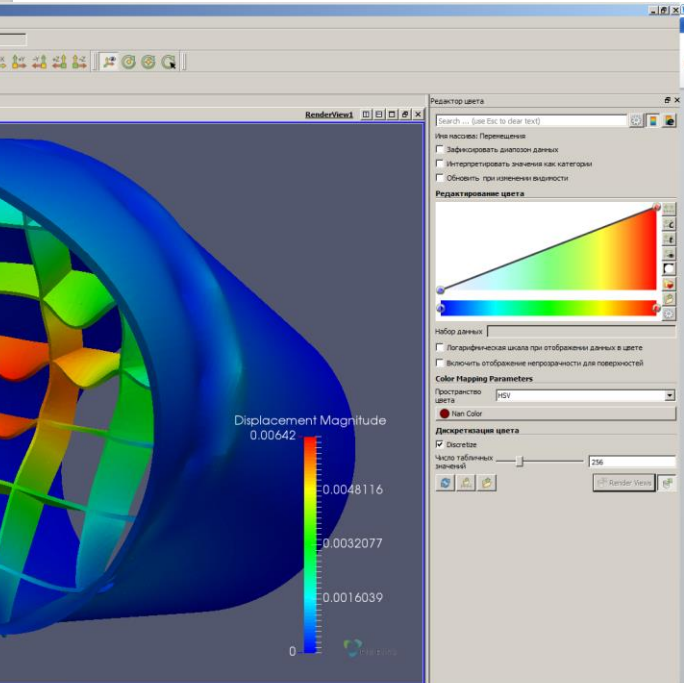 RenderView1
Displacement Magnitude
0.00642
0.0048116
0.0032077
0.0016039
0
Редактор цвета
Search ... (use Esc to clear text)
Имя массива: Перемещения
Зафиксировать диапозон данных
Интерпретировать значения как категории
Обновить при изменении видимости
Редактирование цвета
Набор данных
Логарифмическая шкала при отображении данных в цвете
Включить отображение непрозрачности для поверхностей
Color Mapping Parameters
Пространство цвета
HSV
Nan Color
Дискретизация цвета
Discretize
Число табличных значений
256
Render Views